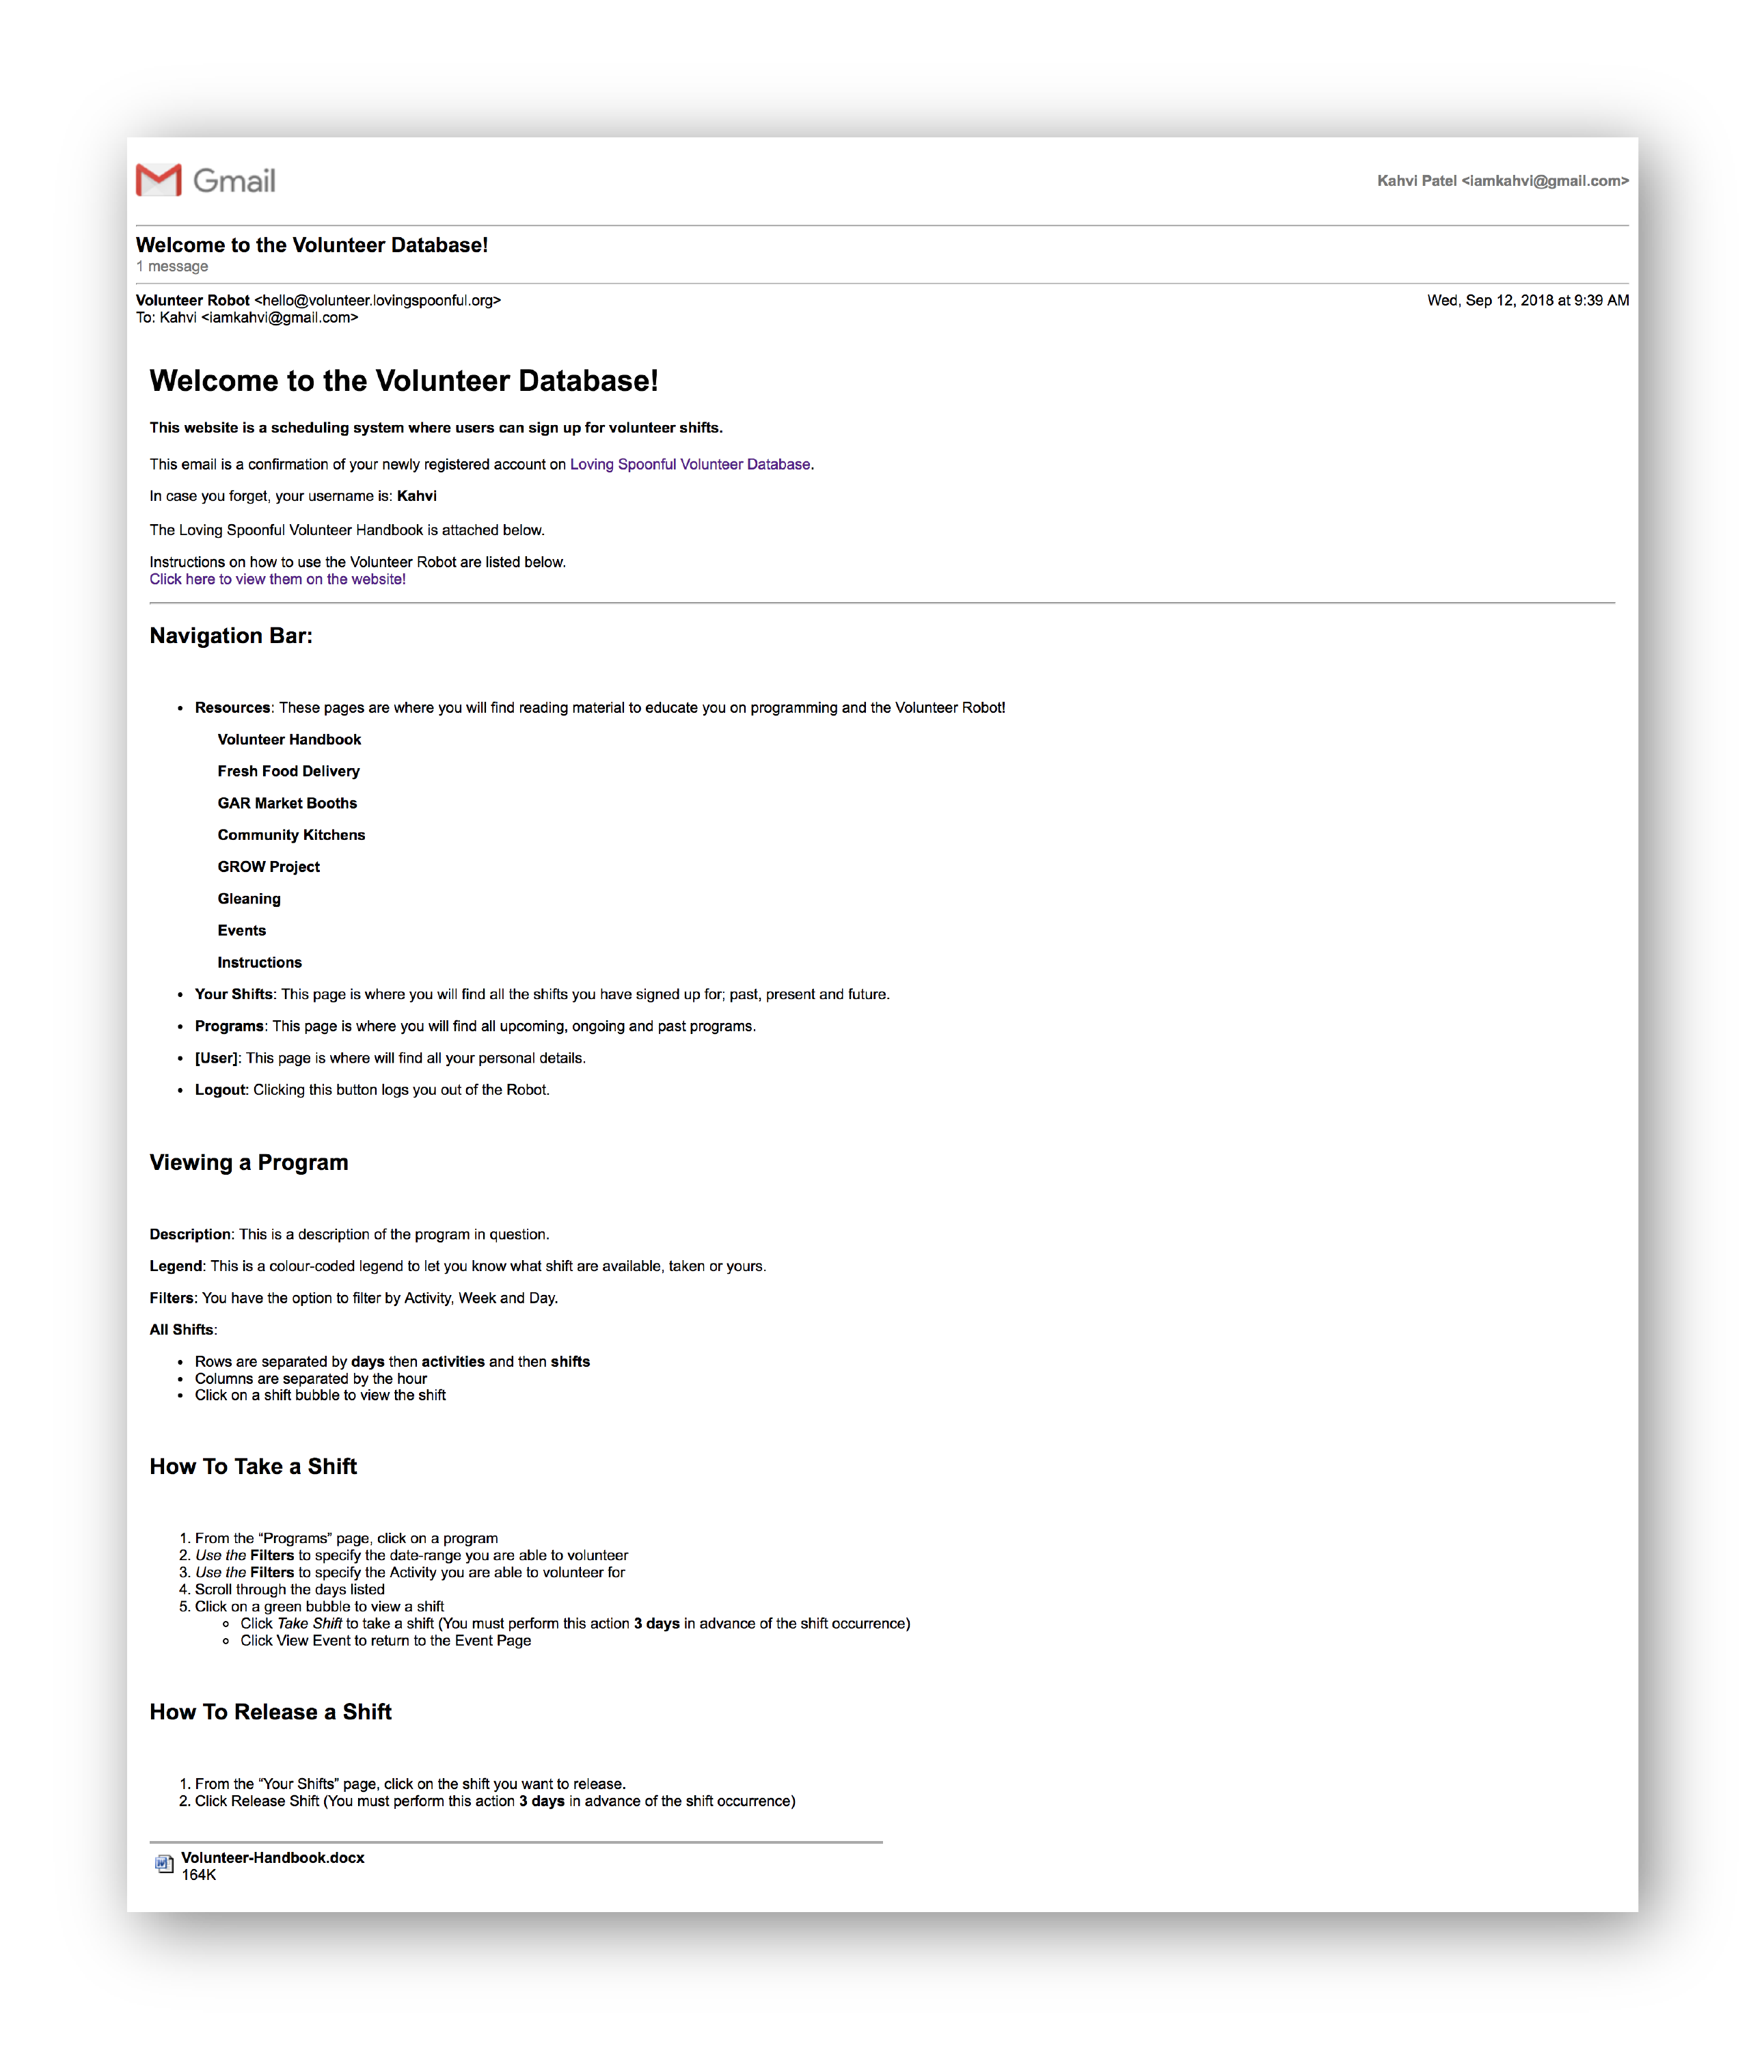 Gmail
Kahvi Patel <iamkahvi@gmail.com>
Welcome to the Volunteer Database!
1 message
Volunteer Robot <hello@volunteer.lovingspoonful.org>
Wed, Sep 12, 2018 at 9:39 AM
To: Kahvi <iamkahvi@gmail.com>
Welcome to the Volunteer Database!
This website is a scheduling system where users can sign up for volunteer shifts.
This email is a confirmation of your newly registered account on Loving Spoonful Volunteer Database.
In case you forget, your username is: Kahvi
The Loving Spoonful Volunteer Handbook is attached below.
Instructions on how to use the Volunteer Robot are listed below.
Click here to view them on the website!
Navigation Bar:
• Resources: These pages are where you will find reading material to educate you on programming and the Volunteer Robot!
Volunteer Handbook
Fresh Food Delivery
GAR Market Booths
Community Kitchens
GROW Project
Gleaning
Events
Instructions
• Your Shifts: This page is where you will find all the shifts you have signed up for; past, present and future.
• Programs: This page is where you will find all upcoming, ongoing and past programs.
• [User]: This page is where will find all your personal details.
• Logout: Clicking this button logs you out of the Robot.
Viewing a Program
Description: This is a description of the program in question.
Legend: This is a colour-coded legend to let you know what shift are available, taken or yours.
Filters: You have the option to filter by Activity, Week and Day.
All Shifts:
• Rows are separated by days then activities and then shifts
• Columns are separated by the hour
• Click on a shift bubble to view the shift
How To Take a Shift
1. From the “Programs” page, click on a program
2. Use the Filters to specify the date-range you are able to volunteer
3. Use the Filters to specify the Activity you are able to volunteer for
4. Scroll through the days listed
5. Click on a green bubble to view a shift
◦ Click Take Shift to take a shift (You must perform this action 3 days in advance of the shift occurrence)
◦ Click View Event to return to the Event Page
How To Release a Shift
1. From the “Your Shifts” page, click on the shift you want to release.
2. Click Release Shift (You must perform this action 3 days in advance of the shift occurrence)
Volunteer-Handbook.docx
164K